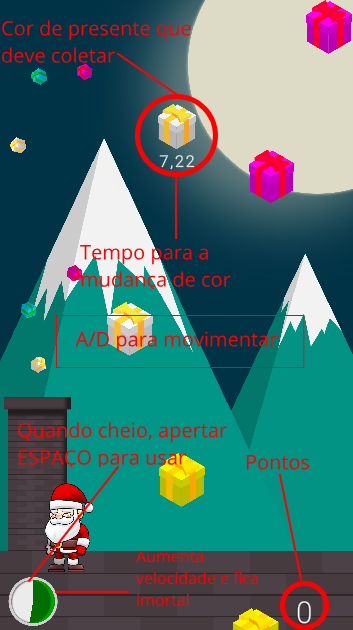 Cor de presente que
deve coletar
7,22
Tempo para a
mudança de cor
A/D para movimentar
Quando cheio, apertar
ESPAÇO para usar
Pontos
Aumenta
velocidade e fica
imortal
0